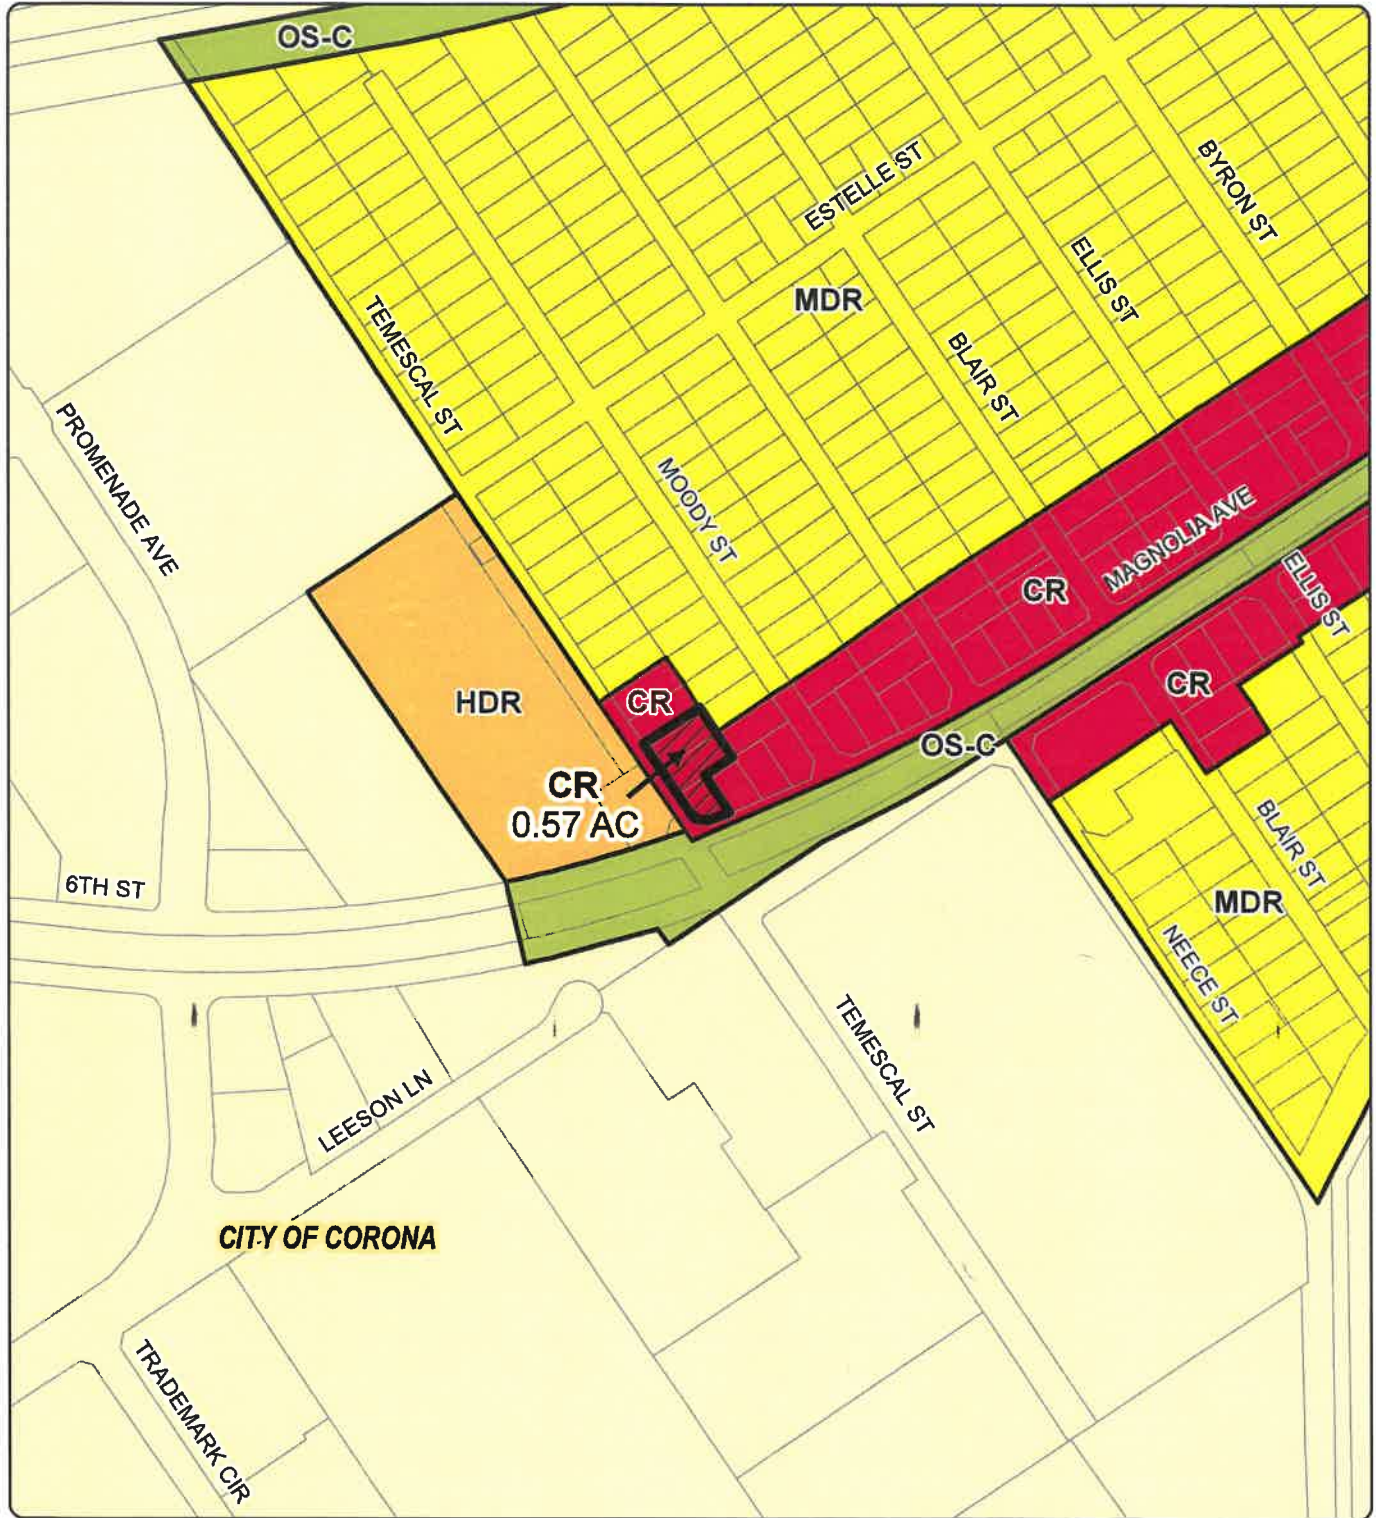 OS-C
BYRON ST
ESTELLE ST
ELLIS ST
MDR
TEMESCAL ST
BLAIR ST
PROMENADE AVE
MOODY ST
MAGNOLIA AVE
CR
ELLIS ST
HDR
CR
CR
OS-C
CR
0.57 AC
BLAIR ST
6TH ST
MDR
NEECE ST
TEMESCAL ST
LEESON LN
CITY OF CORONA
TRADEMARK CIR